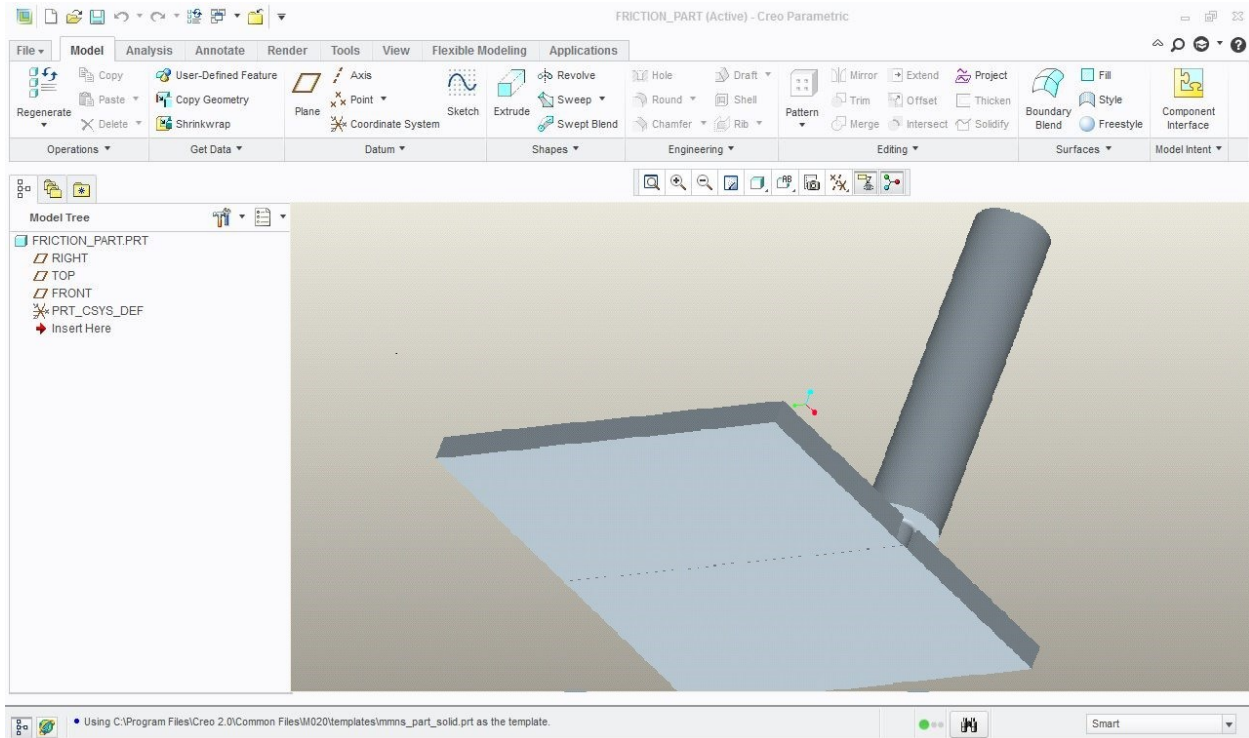 FRICTION_PART (Active) - Creo Parametric
File Model Analysis Annotate Render Tools View Flexible Modeling Applications
Regenerate
Copy
Paste
Delete
Operations
User-Defined Feature
Copy Geometry
Shrinkwrap
Get Data
Plane
Axis
Point
Coordinate System
Sketch
Datum
Extrude
Revolve
Sweep
Swept Blend
Shapes
Hole
Draft
Round
Shell
Chamfer
Rib
Engineering
Pattern
Mirror
Extend
Project
Trim
Offset
Thicken
Merge
Intersect
Solidify
Editing
Boundary
Blend
Fill
Style
Freestyle
Surfaces
Component
Interface
Model Intent
Model Tree
FRICTION_PART.PRT
RIGHT
TOP
FRONT
PRT_CSYS_DEF
Insert Here
Using C:\Program Files\Creo 2.0\Common Files\M020\templates\mmns_part_solid.prt as the template.
Smart